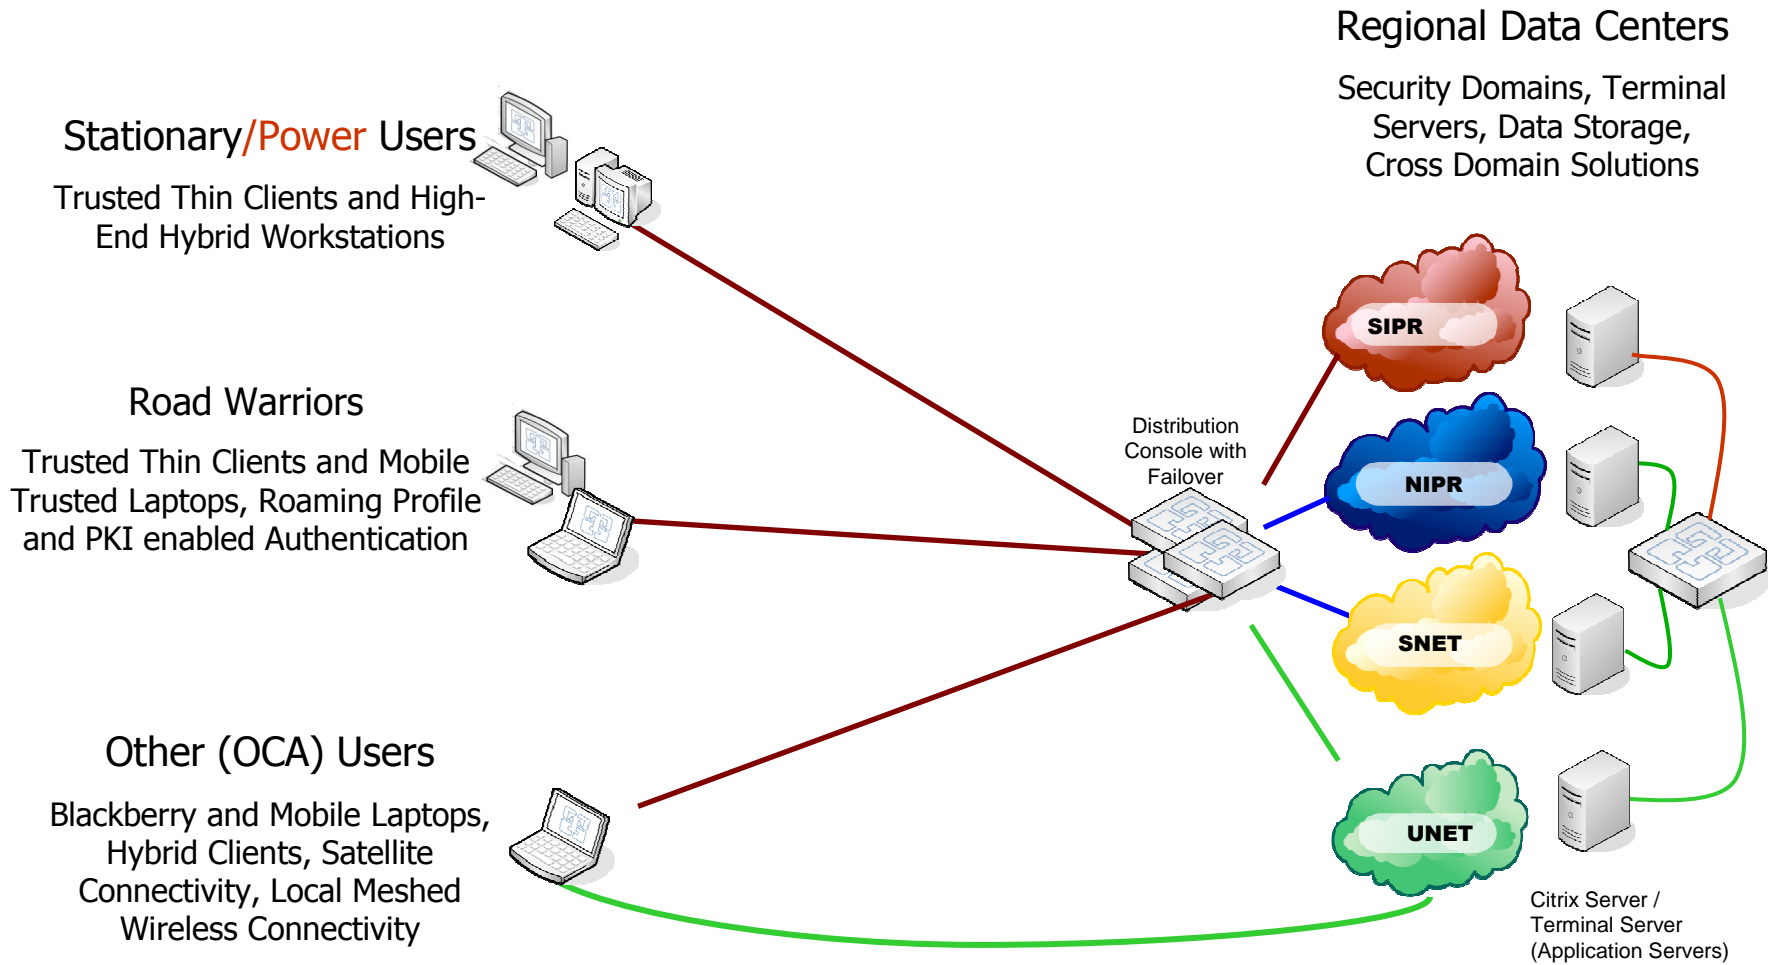 Regional Data Centers
Security Domains, Terminal
Servers, Data Storage,
Cross Domain Solutions
Stationary/Power Users
Trusted Thin Clients and High-
End Hybrid Workstations
Road Warriors
Trusted Thin Clients and Mobile
Trusted Laptops, Roaming Profile
and PKI enabled Authentication
Other (OCA) Users
Blackberry and Mobile Laptops,
Hybrid Clients, Satellite
Connectivity, Local Meshed
Wireless Connectivity
Distribution
Console with
Failover
SIPR
NIPR
SNET
UNET
Citrix Server /
Terminal Server
(Application Servers)